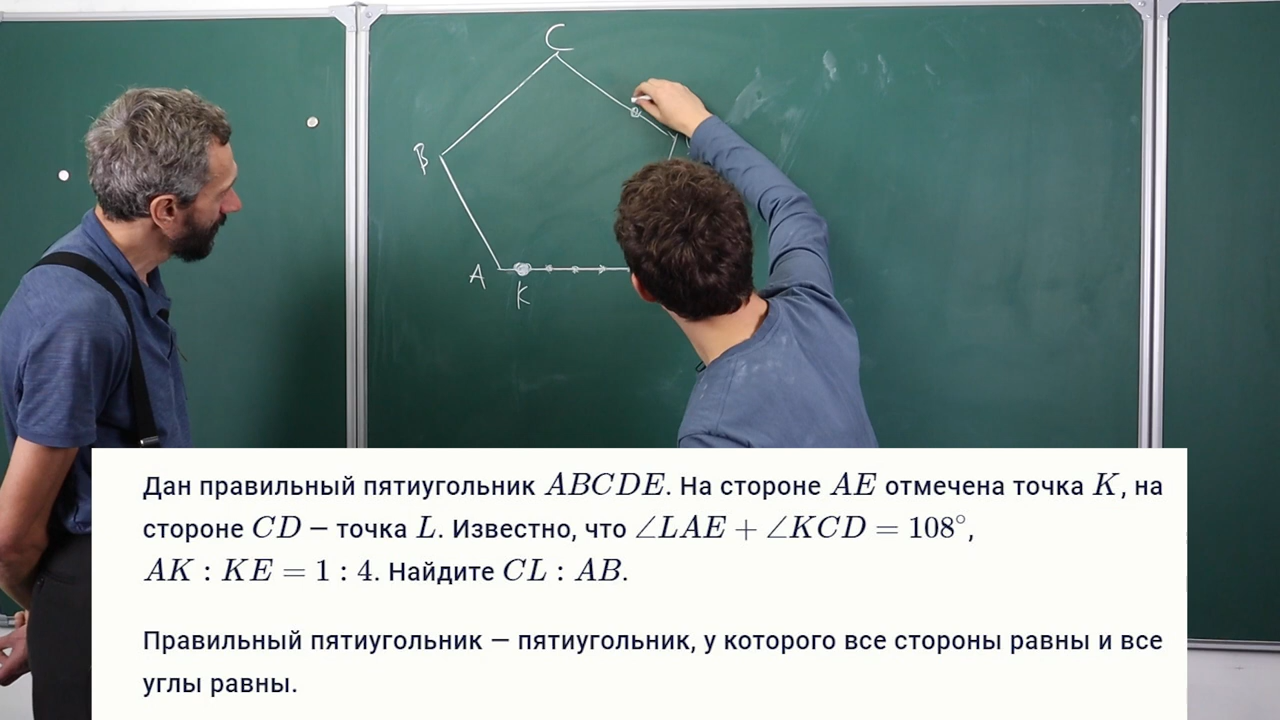 C
B
A
K
Дан правильный пятиугольник ABCDE. На стороне AE отмечена точка K, на
стороне CD – точка L. Известно, что ∠LAE + ∠KCD = 108°,
AK : KE = 1 : 4. Найдите CL : AB.
Правильный пятиугольник — пятиугольник, у которого все стороны равны и все
углы равны.